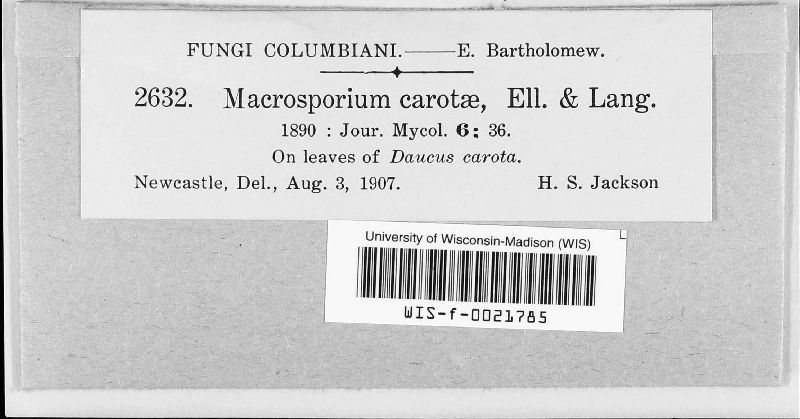 FUNGI COLUMBIANI.——E. Bartholomew.
2632. Macrosporium carotæ, Ell. & Lang.
1890 : Jour. Mycol. 6: 36.
On leaves of Daucus carota.
Newcastle, Del., Aug. 3, 1907. H. S. Jackson
University of Wisconsin-Madison (WIS)
WIS-f-0021785